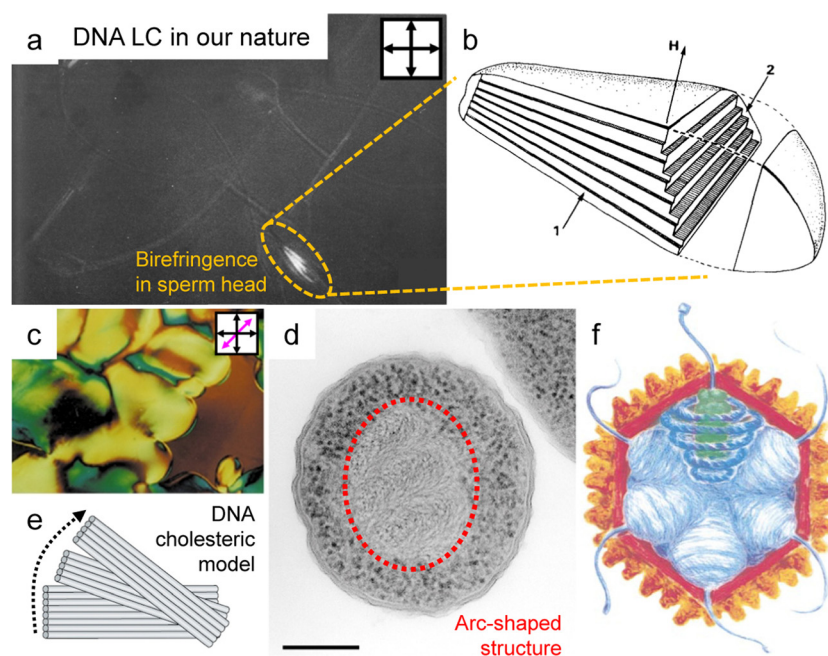 a
DNA LC in our nature
b
H
2
1
Birefringence
in sperm head
c
d
f
e
DNA
cholesteric
model
Arc-shaped
structure